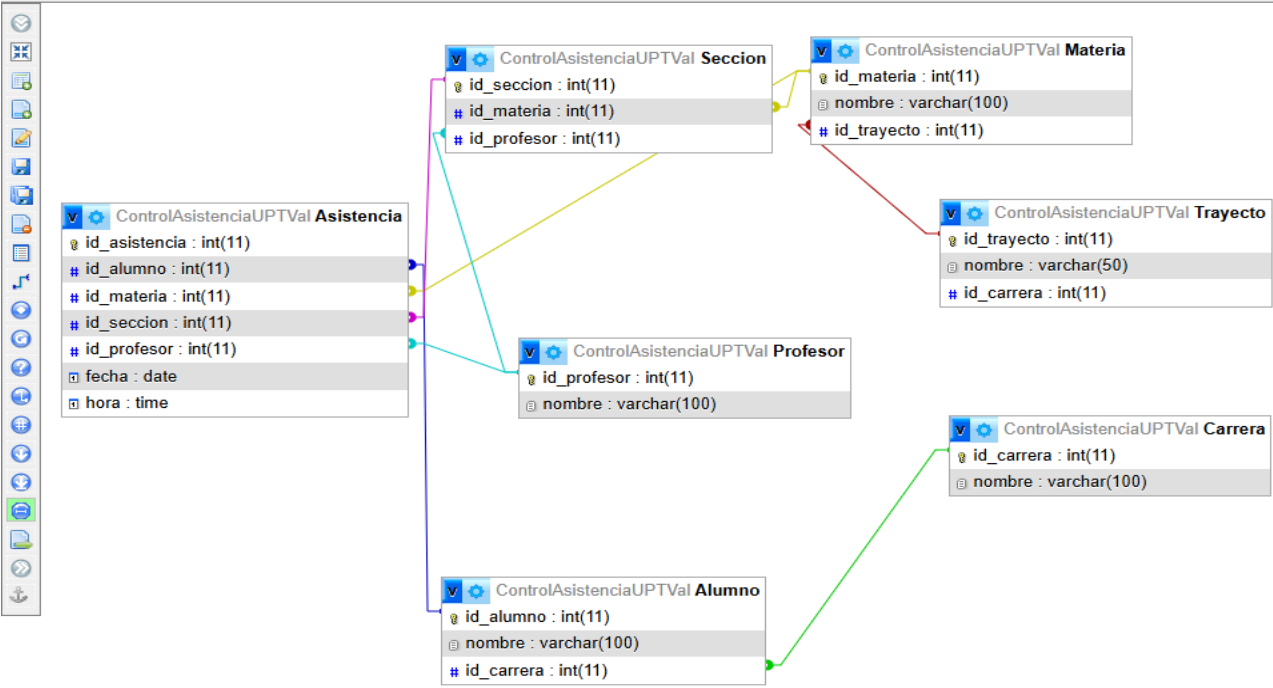 ControlAsistenciaUPTVal Seccion
id_seccion : int(11)
id_materia : int(11)
id_profesor : int(11)
ControlAsistenciaUPTVal Materia
id_materia : int(11)
nombre : varchar(100)
id_trayecto : int(11)
ControlAsistenciaUPTVal Asistencia
id_asistencia : int(11)
id_alumno : int(11)
id_materia : int(11)
id_seccion : int(11)
id_profesor : int(11)
fecha : date
hora : time
ControlAsistenciaUPTVal Trayecto
id_trayecto : int(11)
nombre : varchar(50)
id_carrera : int(11)
ControlAsistenciaUPTVal Profesor
id_profesor : int(11)
nombre : varchar(100)
ControlAsistenciaUPTVal Carrera
id_carrera : int(11)
nombre : varchar(100)
ControlAsistenciaUPTVal Alumno
id_alumno : int(11)
nombre : varchar(100)
id_carrera : int(11)